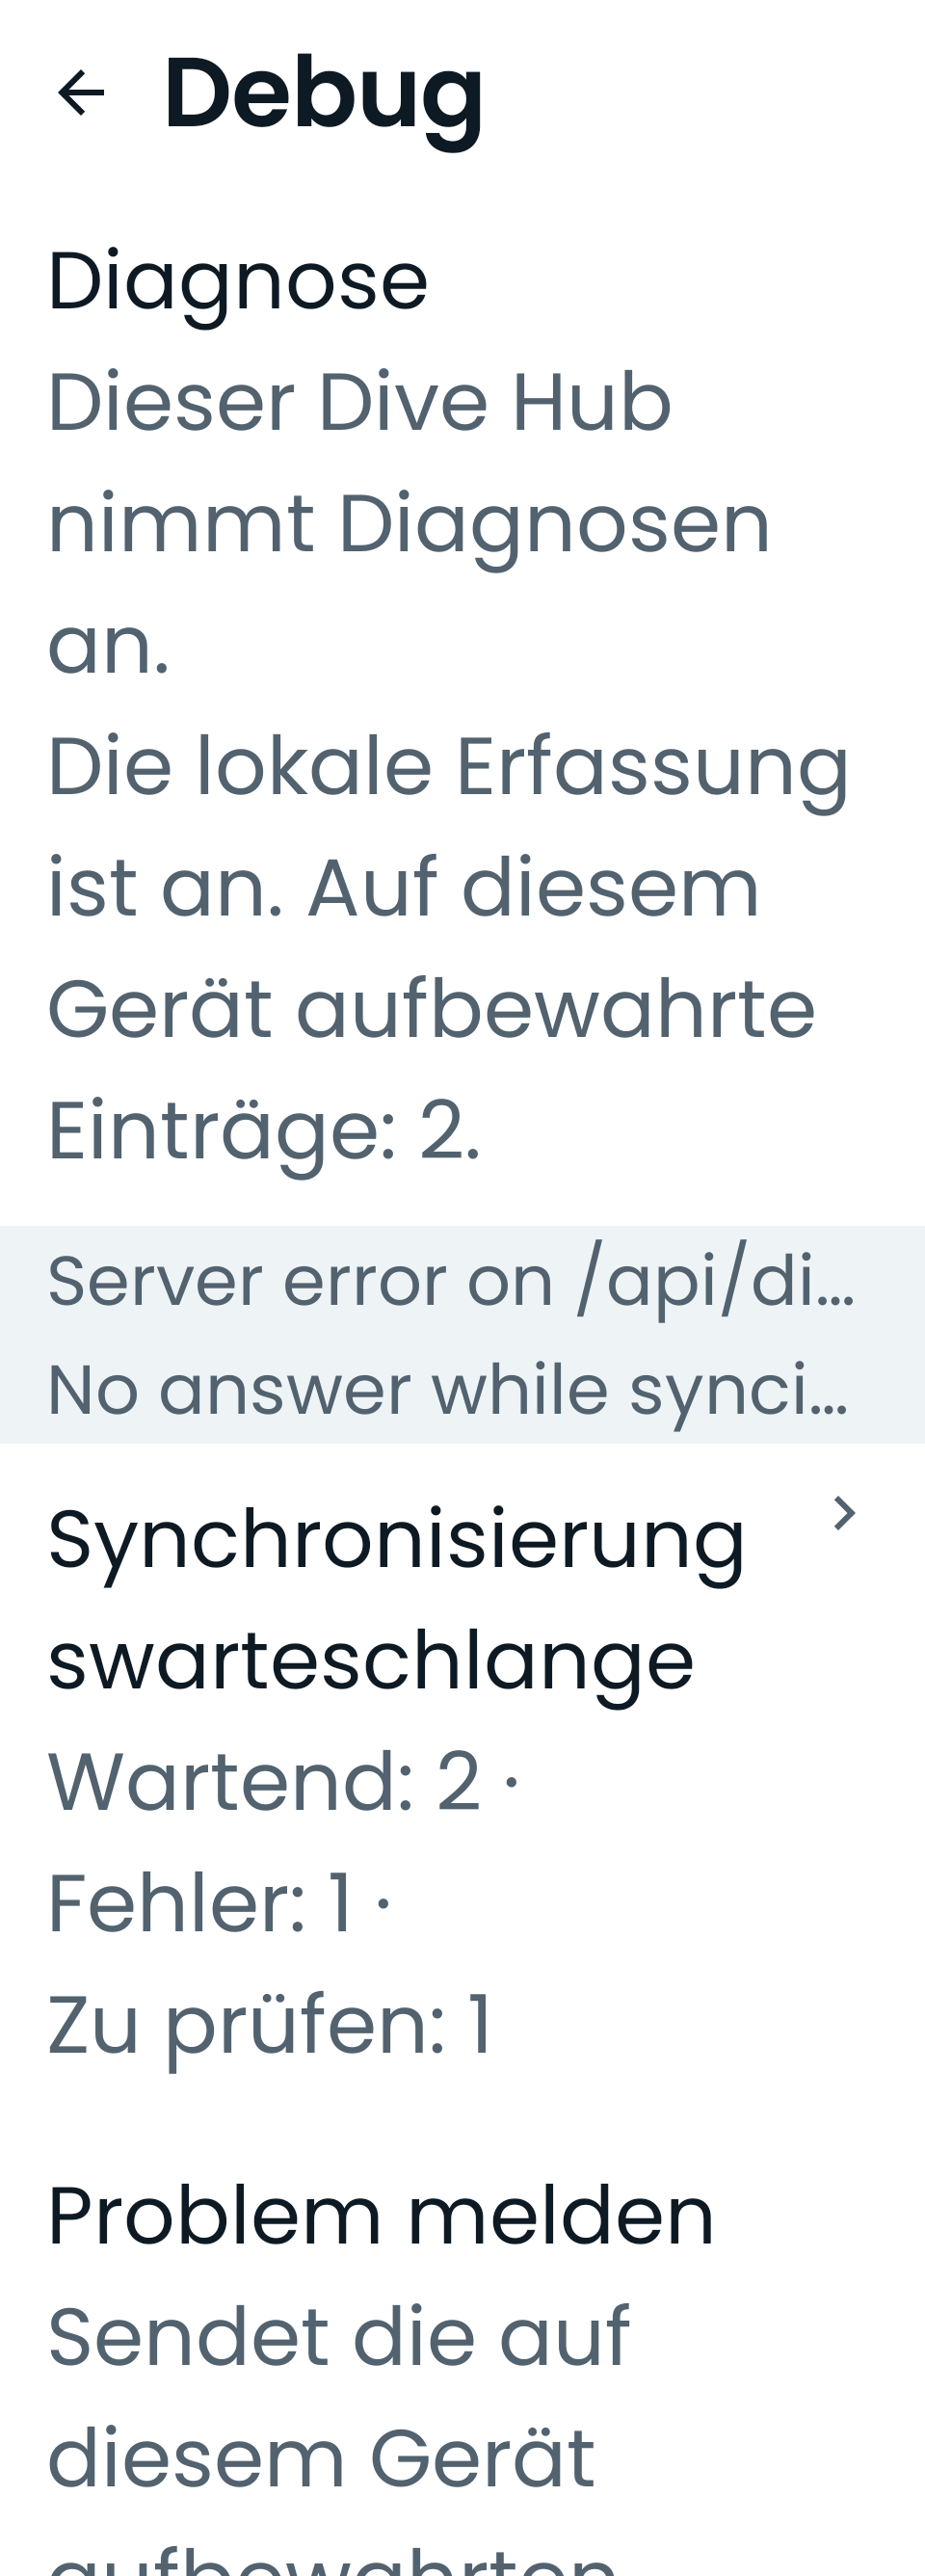 Debug
Diagnose
Dieser Dive Hub
nimmt Diagnosen
an.
Die lokale Erfassung
ist an. Auf diesem
Gerät aufbewahrte
Einträge: 2.
Server error on /api/di...
No answer while synci...
Synchronisierung
swarteschlange
Wartend: 2 ·
Fehler: 1 ·
Zu prüfen: 1
Problem melden
Sendet die auf
diesem Gerät
aufbewahrten